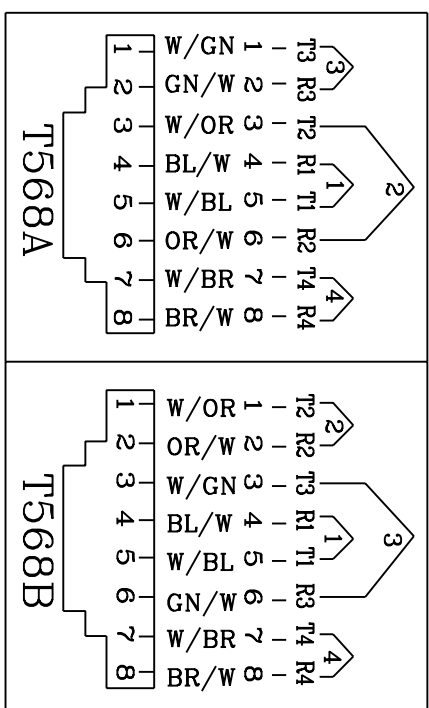 T568A
1 W/GN 1 - T3
2 GN/W 2 - R3
3
3 W/OR 3 - T2
4 BL/W 4 - R1
5 W/BL 5 - T1
1
6 OR/W 6 - R2
2
7 W/BR 7 - T4
8 BR/W 8 - R4
4
T568B
1 W/OR 1 - T2
2 OR/W 2 - R2
2
3 W/GN 3 - T3
4 BL/W 4 - R1
5 W/BL 5 - T1
1
6 GN/W 6 - R3
3
7 W/BR 7 - T4
8 BR/W 8 - R4
4